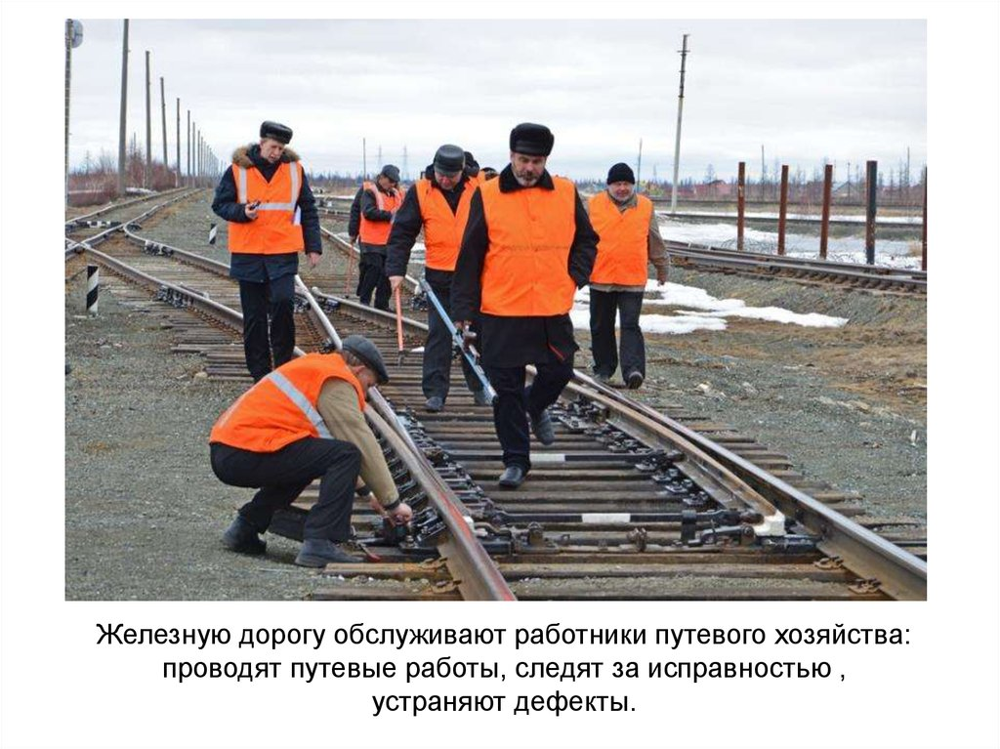 Железную дорогу обслуживают работники путевого хозяйства:
проводят путевые работы, следят за исправностью ,
устраняют дефекты.